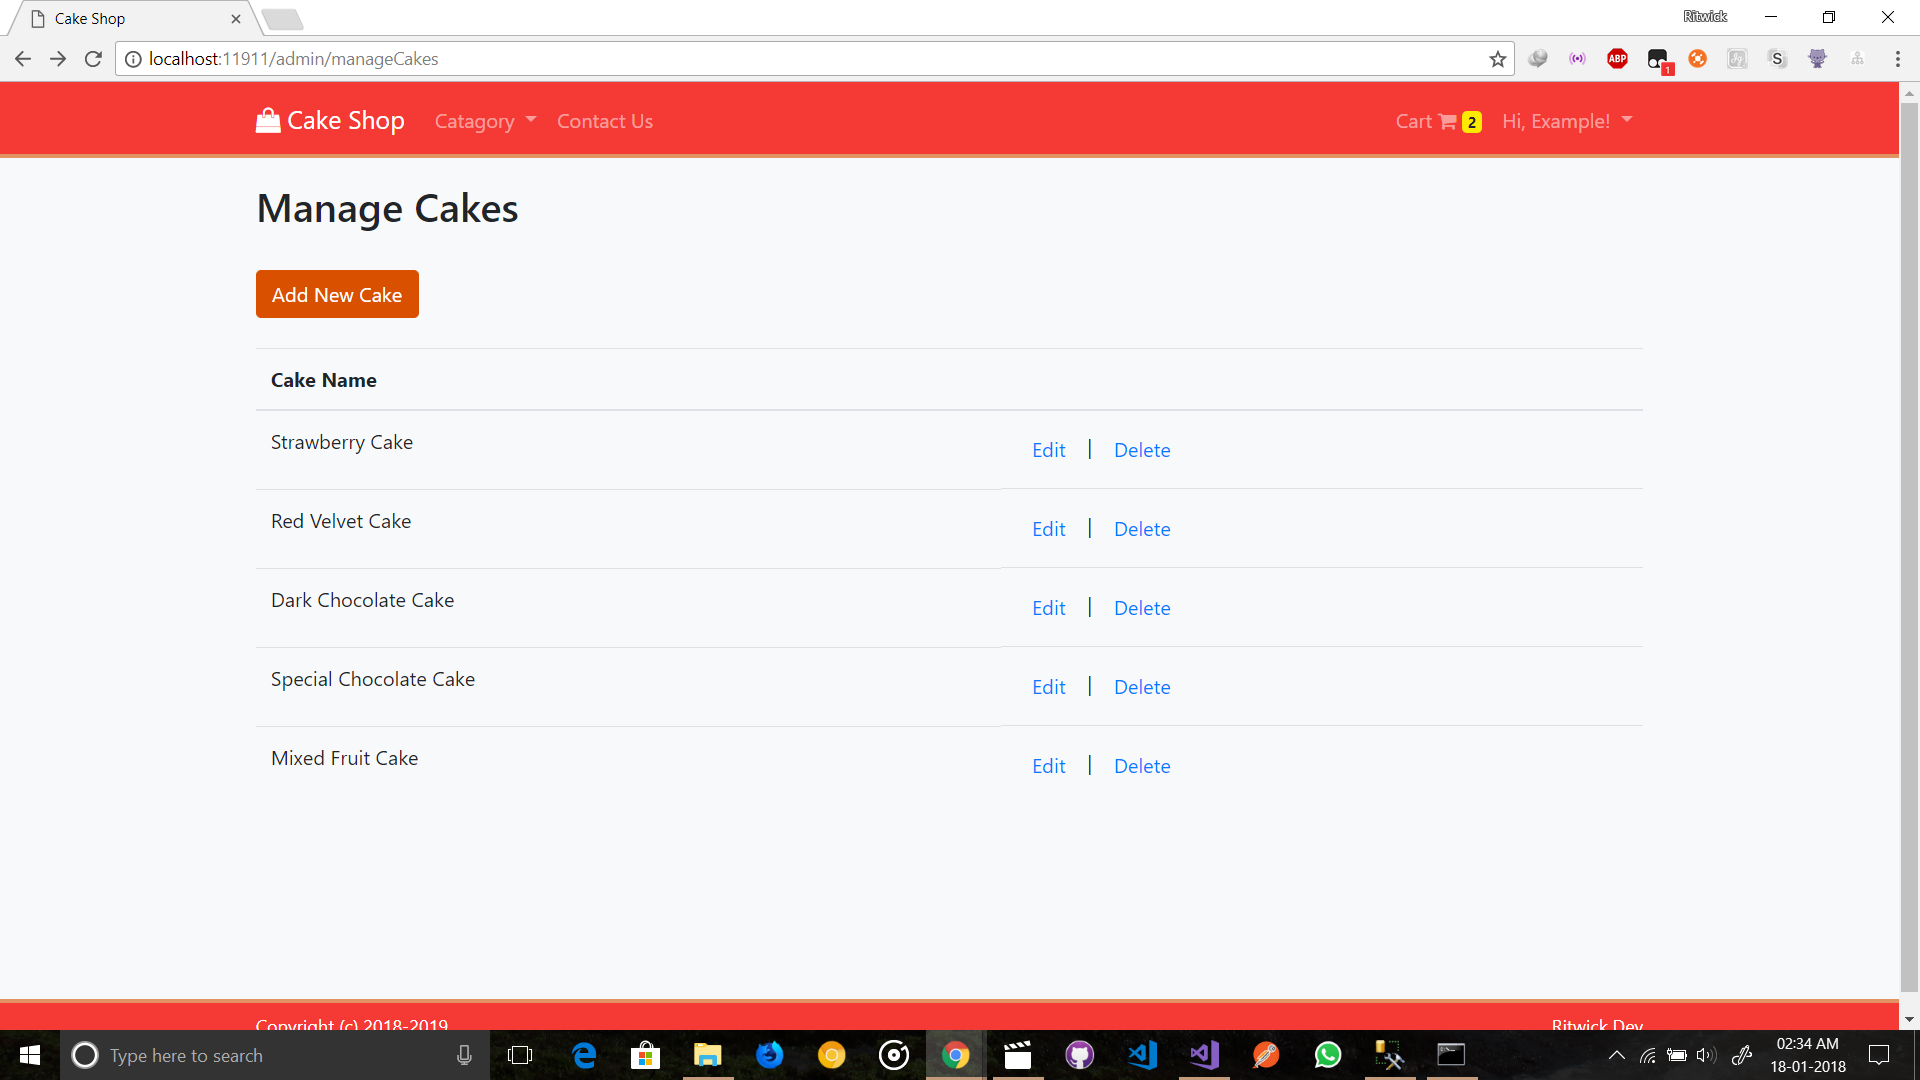 Cake Shop
Ritwick
localhost:11911/admin/manageCakes
ABP
1
S
Cake Shop
Catagory
Contact Us
Cart 2
Hi, Example!
Manage Cakes
Add New Cake
Cake Name
Strawberry Cake
Edit | Delete
Red Velvet Cake
Edit | Delete
Dark Chocolate Cake
Edit | Delete
Special Chocolate Cake
Edit | Delete
Mixed Fruit Cake
Edit | Delete
Copyright (c) 2018-2019
Ritwick Dey
Type here to search
02:34 AM
18-01-2018